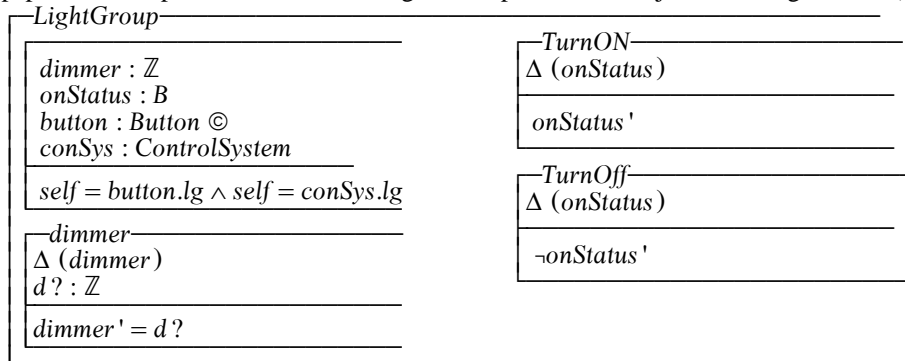 LightGroup
dimmer : ℤ
onStatus : B
button : Button ©
conSys : ControlSystem
self = button.lg ∧ self = conSys.lg
dimmer
Δ (dimmer)
d ? : ℤ
dimmer ' = d ?
TurnON
Δ (onStatus)
onStatus '
TurnOff
Δ (onStatus)
¬onStatus '